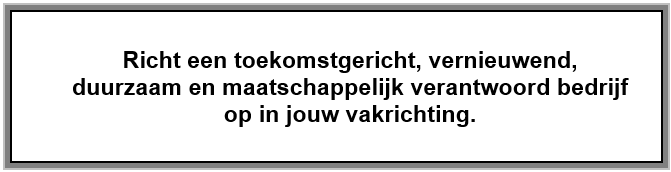 Richt een toekomstgericht, vernieuwend,
duurzaam en maatschappelijk verantwoord bedrijf
op in jouw vakrichting.